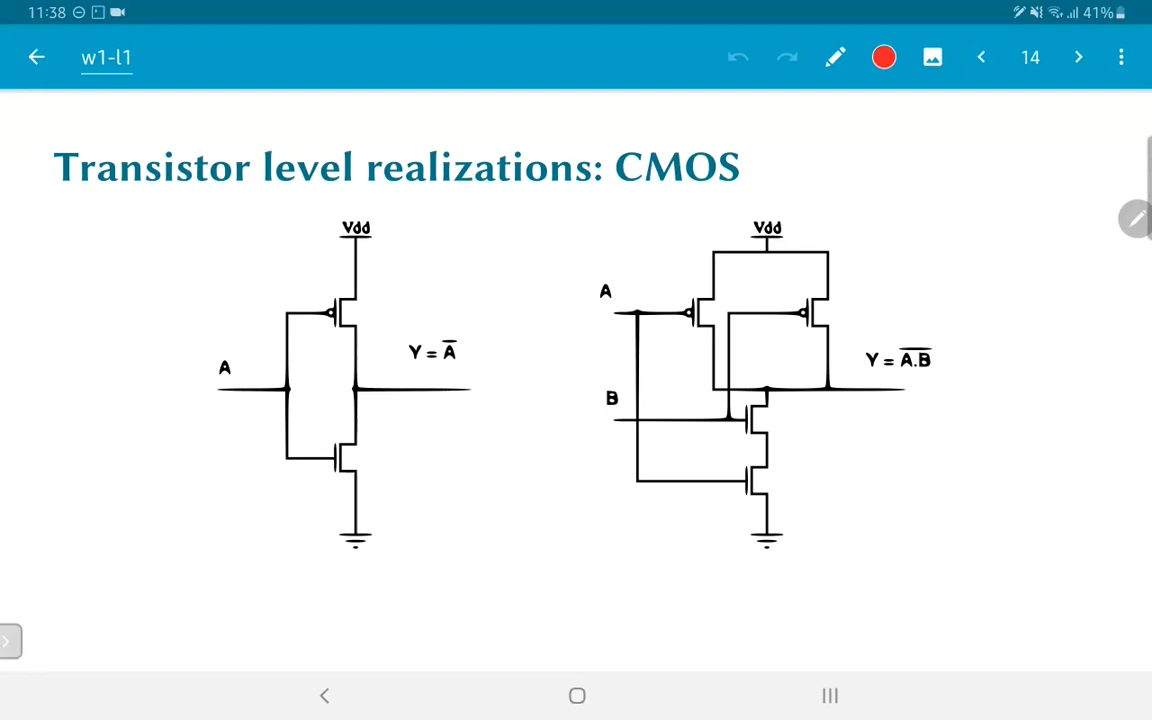 11:38 41%
w1-l1 14
Transistor level realizations: CMOS
Vdd Vdd
A
Y = A̅
Y = A̅.̅B̅
A
B